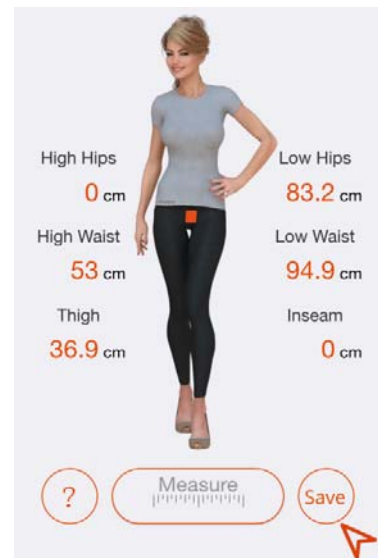 High Hips
0 cm
Low Hips
83.2 cm
High Waist
53 cm
Low Waist
94.9 cm
Thigh
36.9 cm
Inseam
0 cm
?
Measure
Save